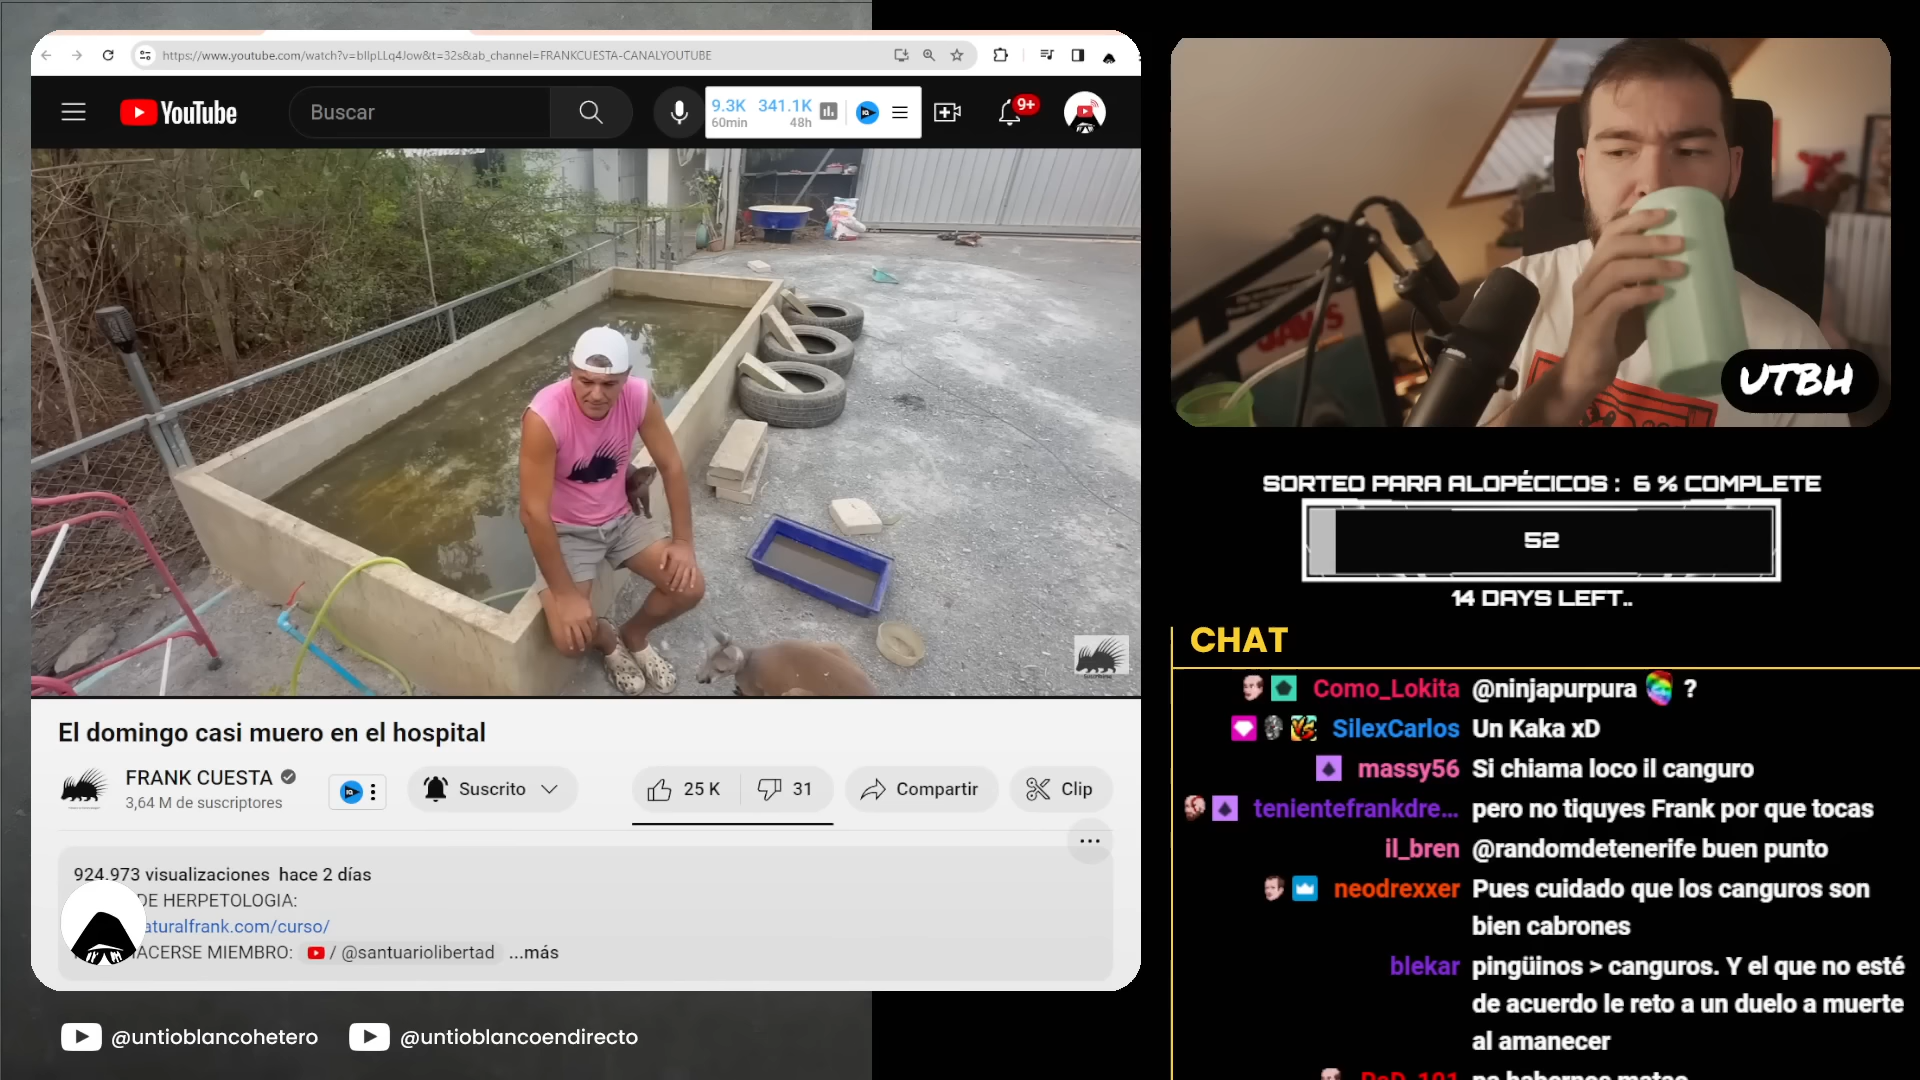 https://www.youtube.com/watch?v=bIlpLLq4Jow&t=32s&ab_channel=FRANKCUESTA-CANALYOUTUBE
YouTube
Buscar
9.3K 341.1K
60min 48h
9+
El domingo casi muero en el hospital
FRANK CUESTA
3,64 M de suscriptores
Suscrito
25 K
31
Compartir
Clip
924.973 visualizaciones hace 2 días
DE HERPETOLOGIA:
aturalfrank.com/curso/
ACERSE MIEMBRO: / @santuariolibertad ...más
@untioblancohetero
@untioblancoendirecto
UTBH
SORTEO PARA ALOPÉCICOS : 6 % COMPLETE
52
14 DAYS LEFT..
CHAT
Como_Lokita @ninjapurpura ?
SilexCarlos Un Kaka xD
massy56 Si chiama loco il canguro
tenientefrankdre... pero no tiquyes Frank por que tocas
il_bren @randomdetenerife buen punto
neodrexxer Pues cuidado que los canguros son
bien cabrones
blekar pingüinos > canguros. Y el que no esté
de acuerdo le reto a un duelo a muerte
al amanecer